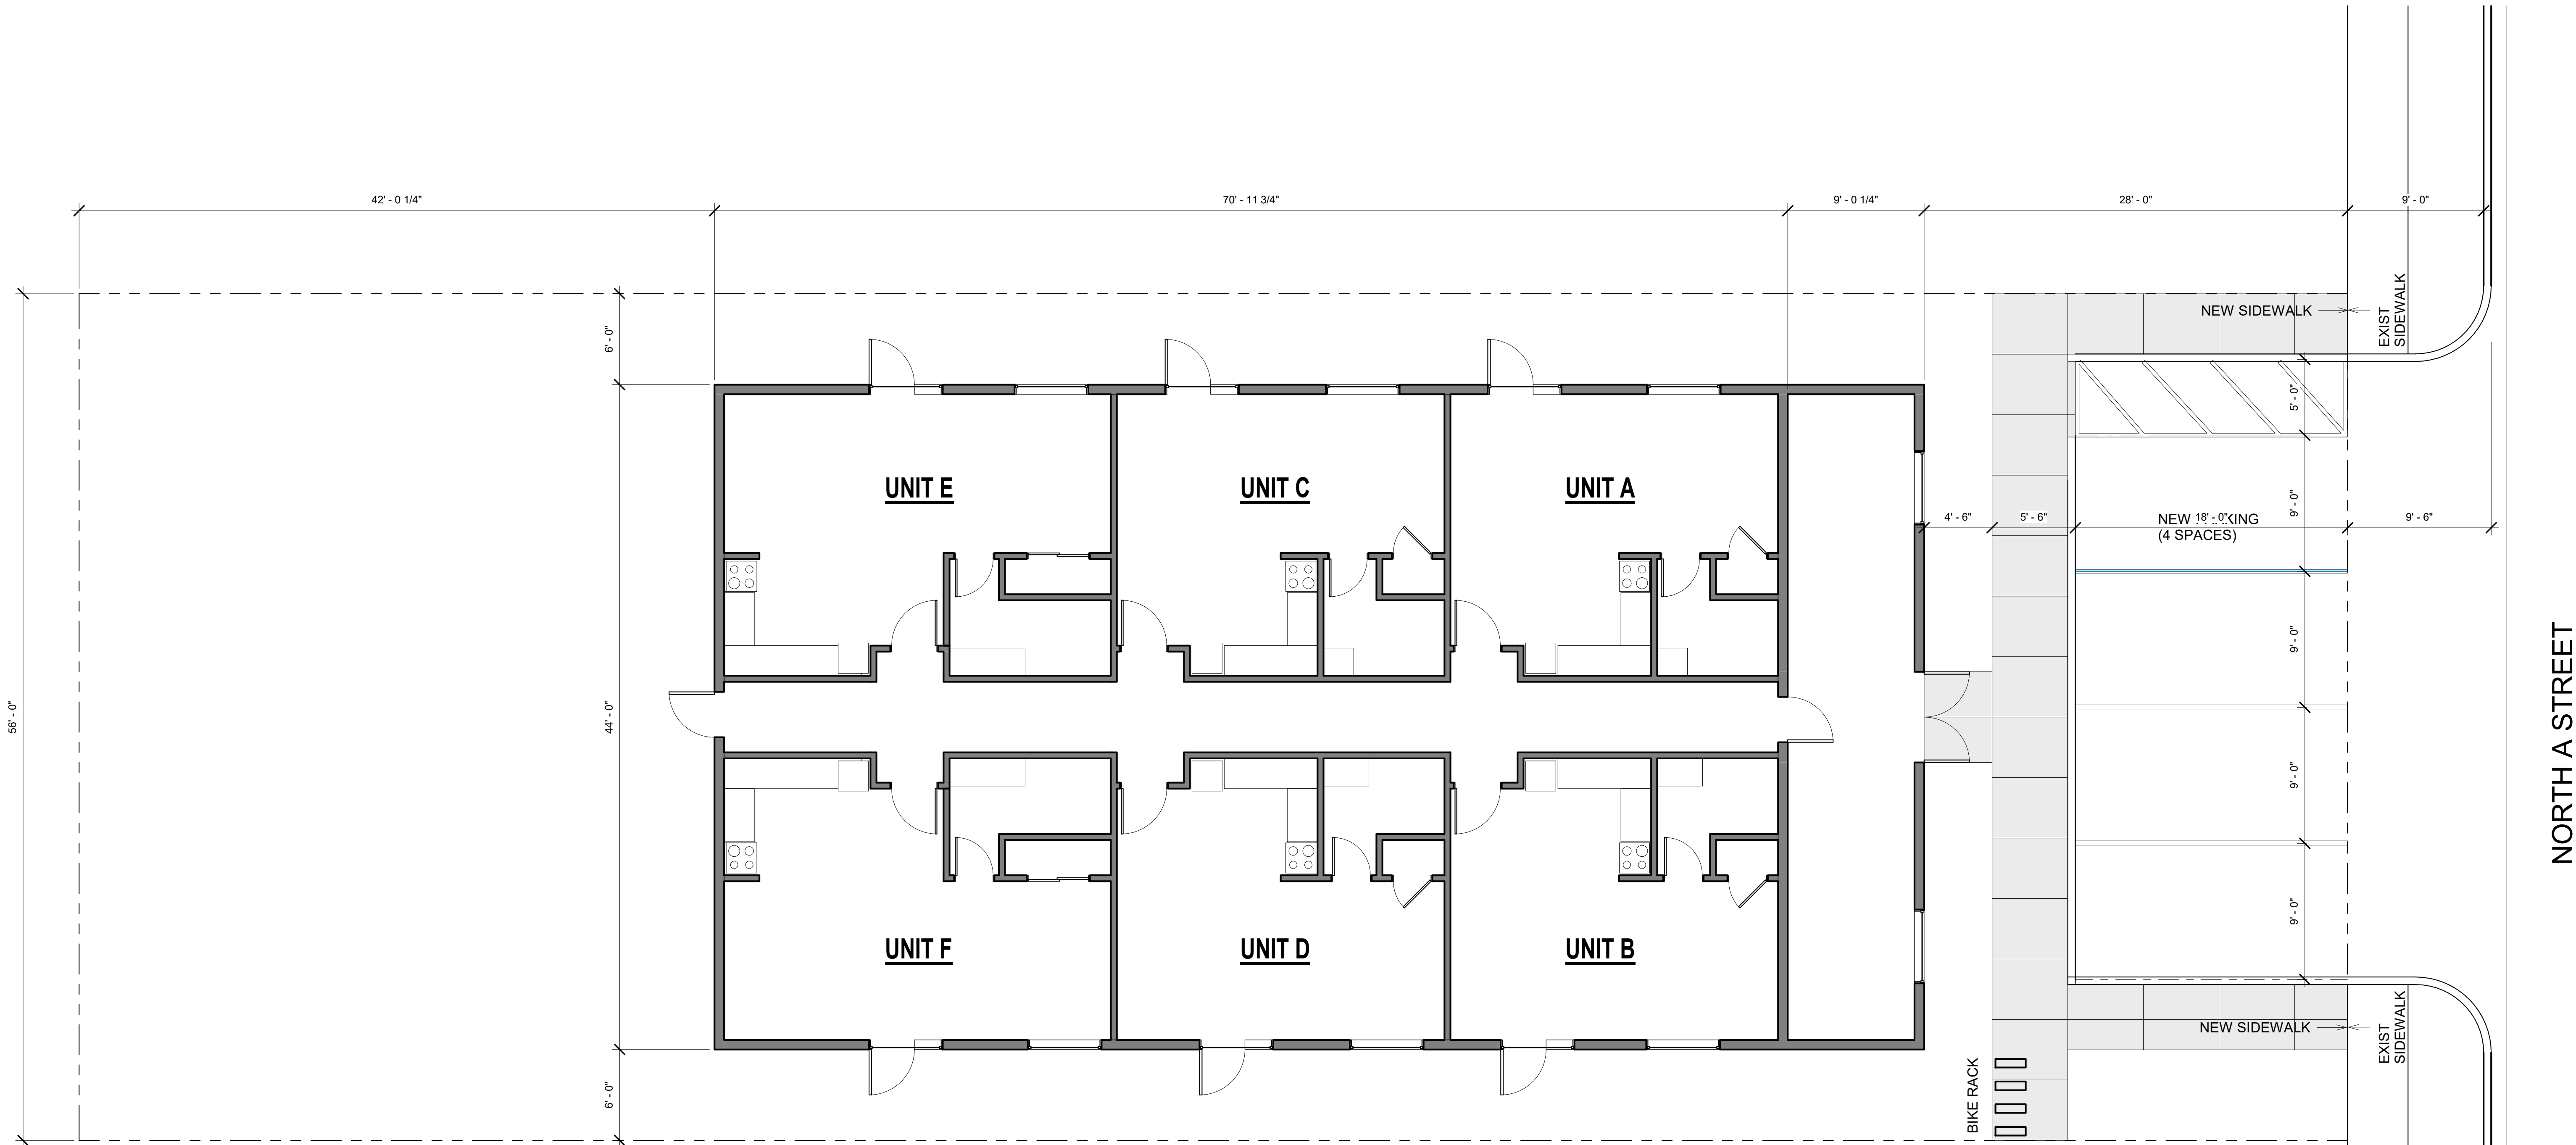 42' - 0 1/4"
70' - 11 3/4"
9' - 0 1/4"
28' - 0"
9' - 0"
NEW SIDEWALK
EXIST
SIDEWALK
6' - 0"
5' - 0"
UNIT E
UNIT C
UNIT A
9' - 0"
4' - 6"
5' - 6"
NEW
18' - 0"
(4 SPACES)
9' - 6"
9' - 0"
56' - 0"
44' - 0"
9' - 0"
NORTH A STREET
9' - 0"
UNIT F
UNIT D
UNIT B
NEW SIDEWALK
EXIST
SIDEWALK
6' - 0"
BIKE RACK